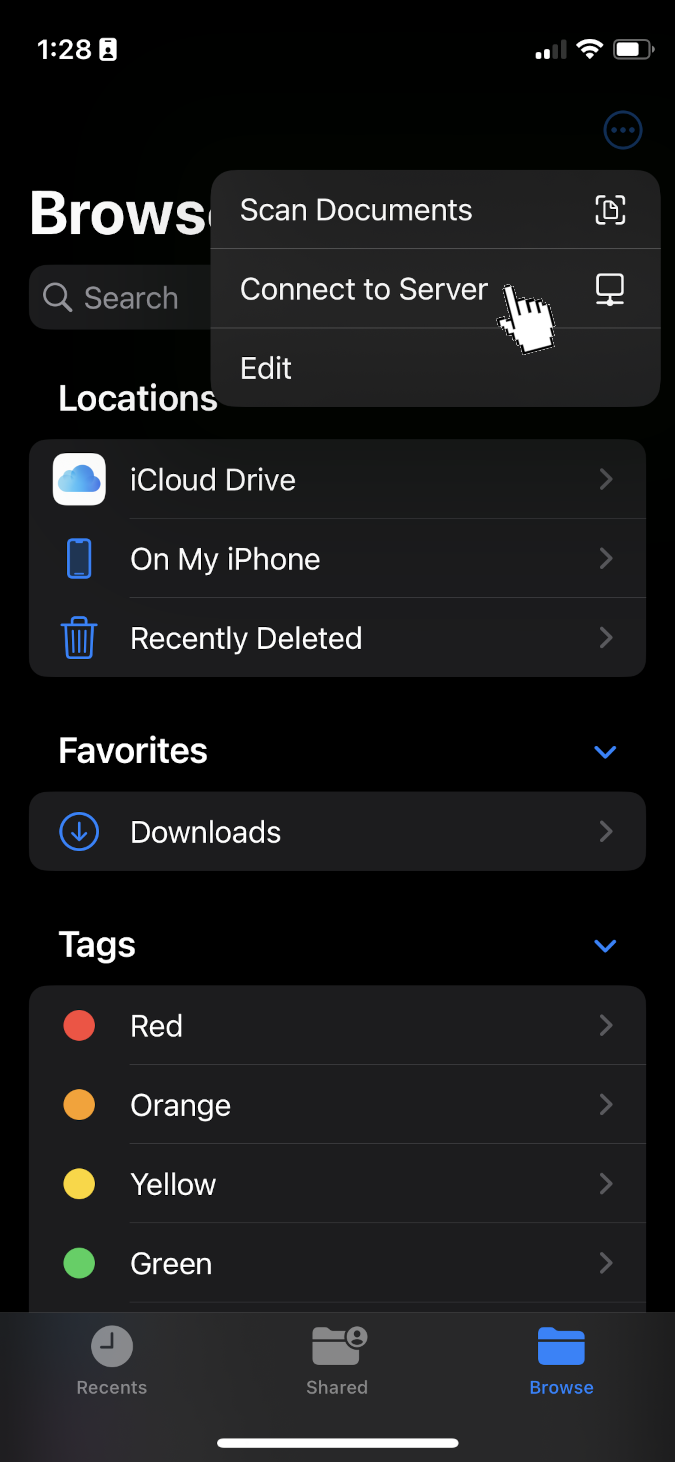 1:28
Browse
Scan Documents
Connect to Server
Edit
Search
Locations
iCloud Drive
On My iPhone
Recently Deleted
Favorites
Downloads
Tags
Red
Orange
Yellow
Green
Recents
Shared
Browse